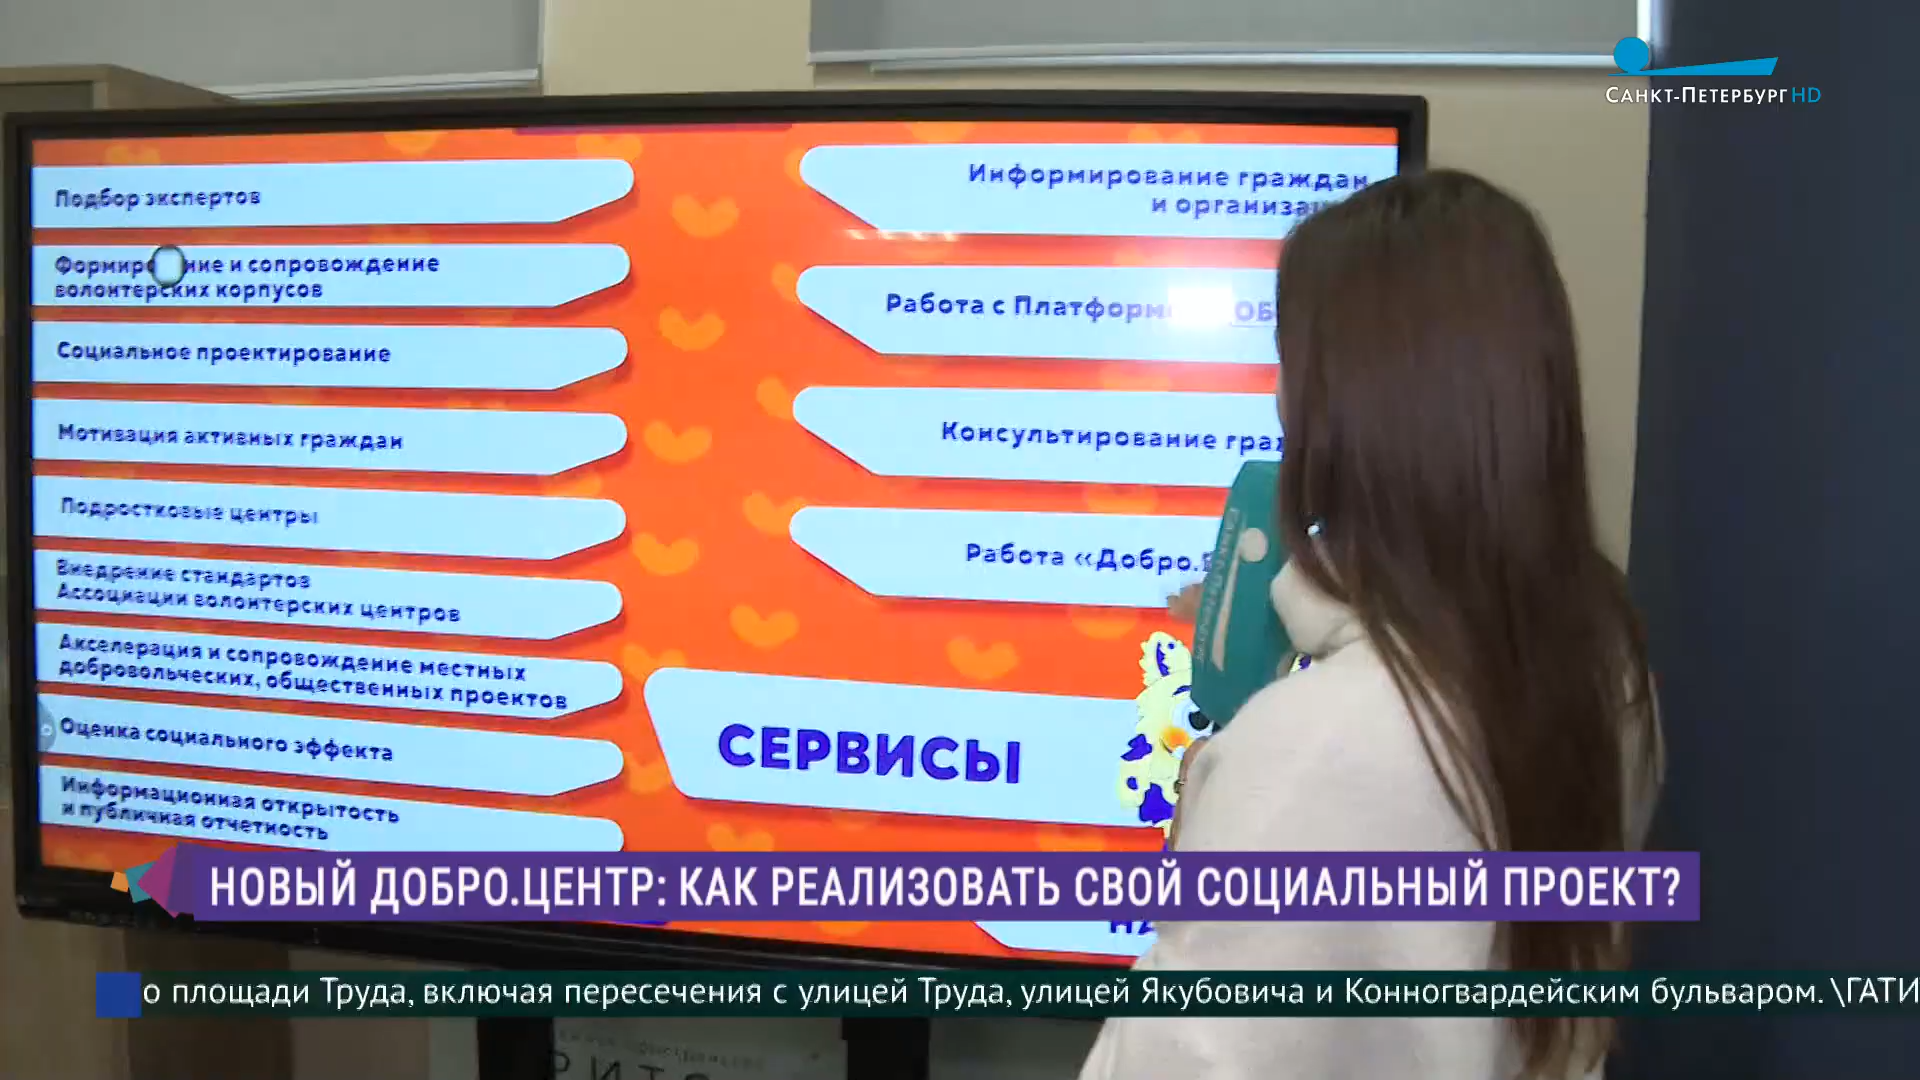 САНКТ-ПЕТЕРБУРГ HD
Подбор экспертов
Формиро ние и сопровождение
волонтерских корпусов
Социальное проектирование
Мотивация активных граждан
Подростковые центры
Внедрение стандартов
Ассоциации волонтерских центров
Акселерация и сопровождение местных
добровольческих, общественных проектов
Оценка социального эффекта
Информационная открытость
и публичная отчетность
Информирование граждан
и организа
Работа с Платформ
Консультирование гра
Работа «Добро.
СЕРВИСЫ
НОВЫЙ ДОБРО.ЦЕНТР: КАК РЕАЛИЗОВАТЬ СВОЙ СОЦИАЛЬНЫЙ ПРОЕКТ?
о площади Труда, включая пересечения с улицей Труда, улицей Якубовича и Конногвардейским бульваром. \ГАТИ